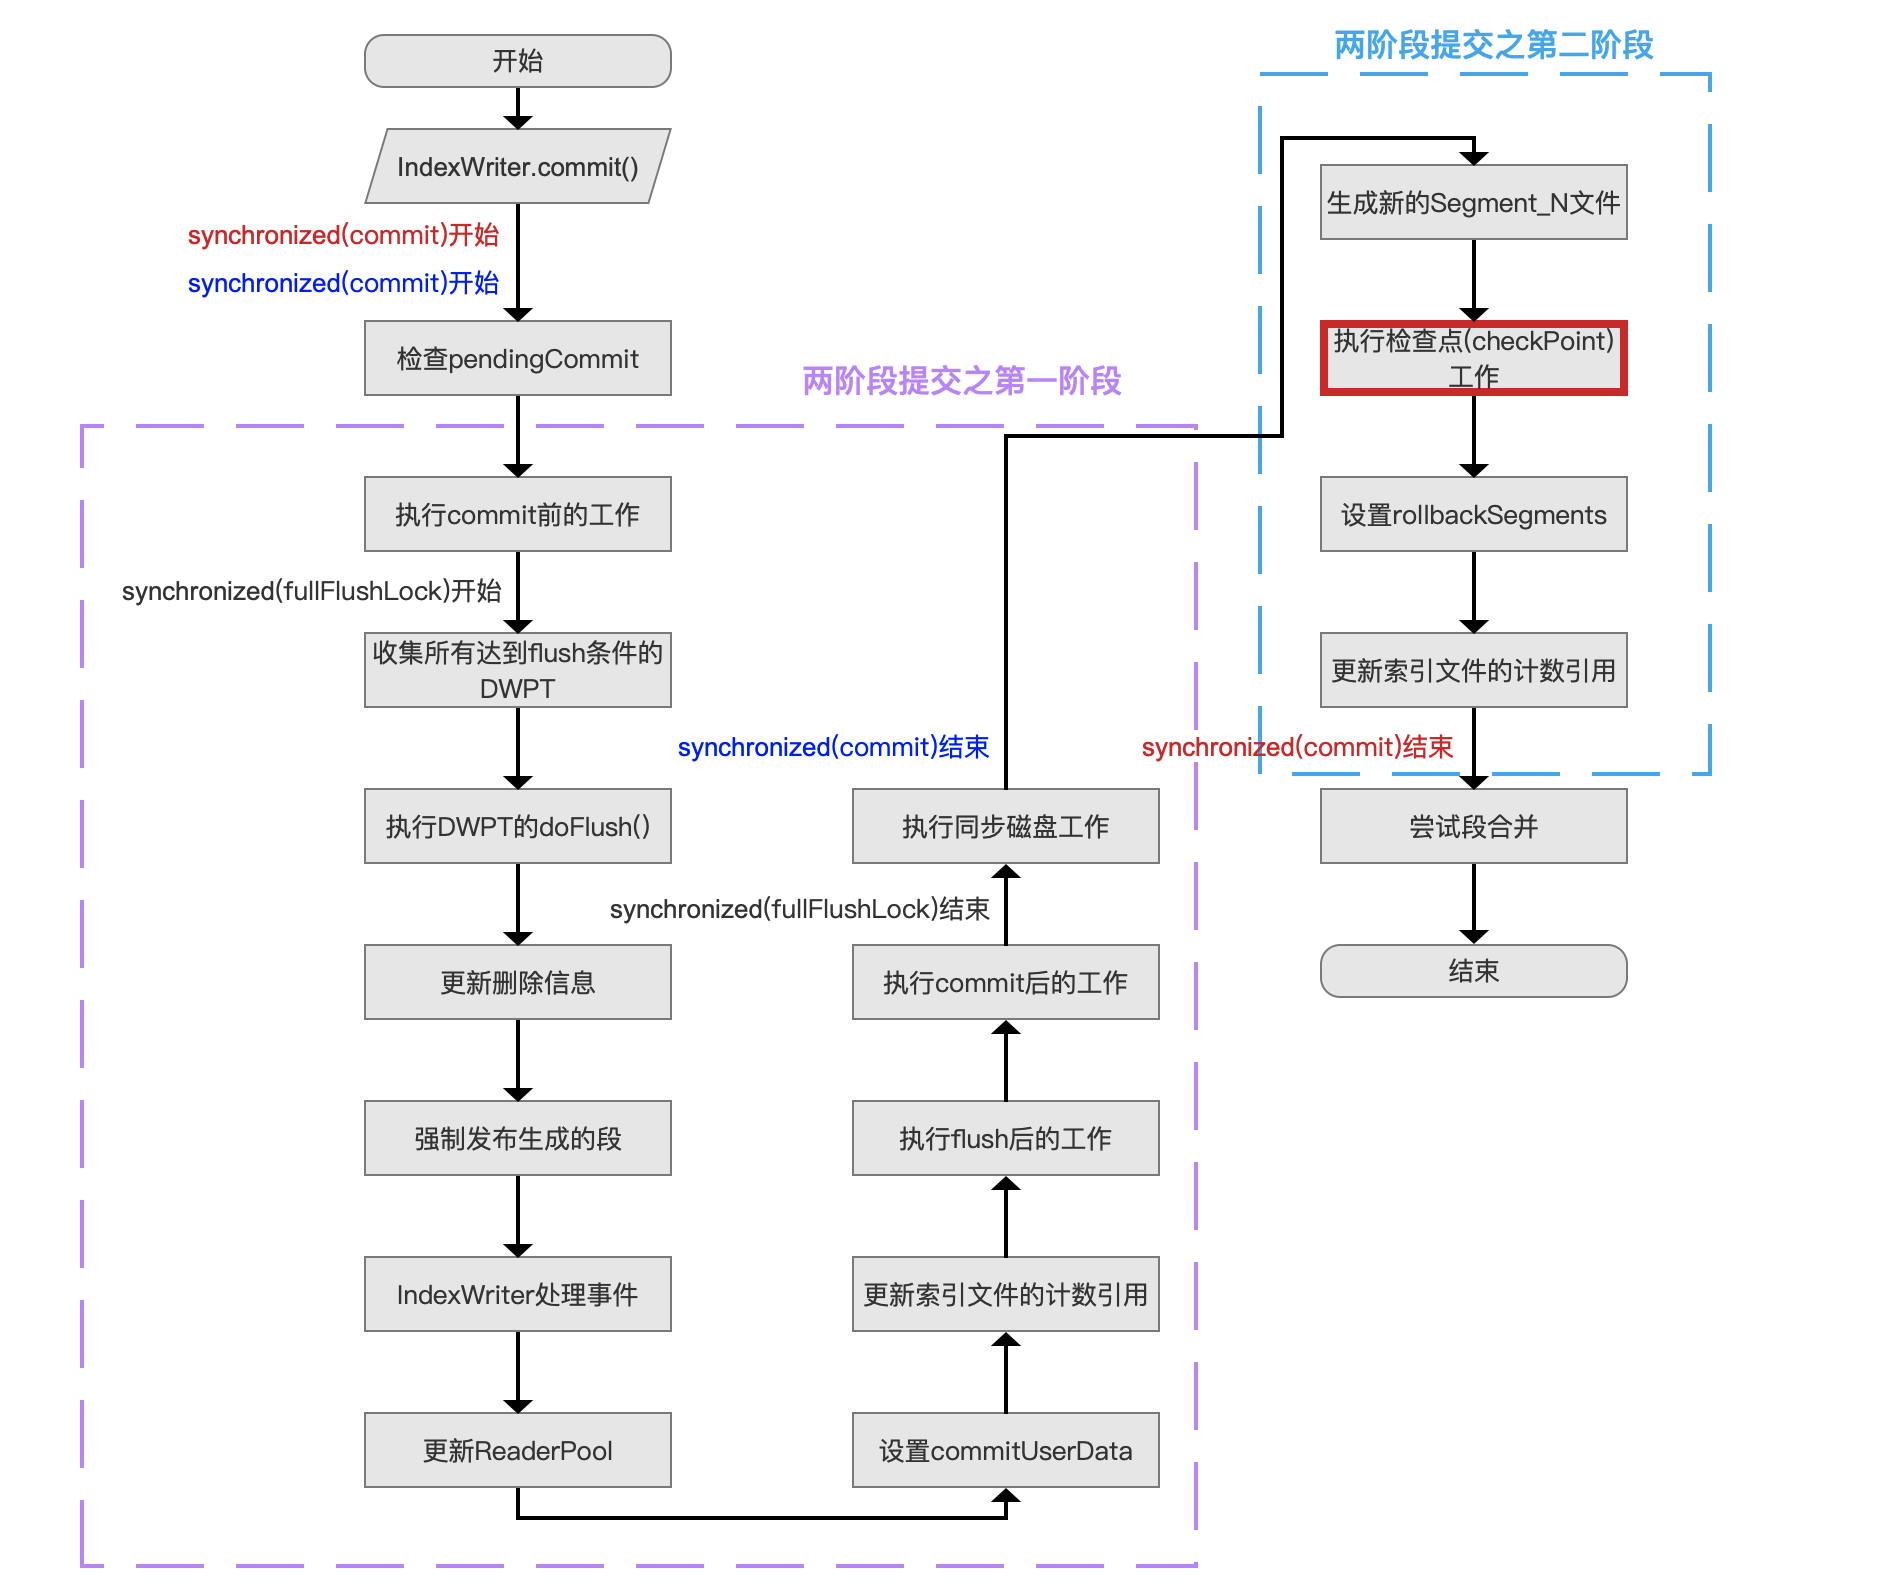 开始
IndexWriter.commit()
synchronized(commit)开始
synchronized(commit)开始
检查pendingCommit
两阶段提交之第一阶段
执行commit前的工作
synchronized(fullFlushLock)开始
收集所有达到flush条件的
DWPT
执行DWPT的doFlush()
更新删除信息
强制发布生成的段
IndexWriter处理事件
更新ReaderPool
设置commitUserData
更新索引文件的计数引用
执行flush后的工作
执行commit后的工作
synchronized(fullFlushLock)结束
执行同步磁盘工作
synchronized(commit)结束
两阶段提交之第二阶段
生成新的Segment_N文件
执行检查点(checkPoint)
工作
设置rollbackSegments
更新索引文件的计数引用
synchronized(commit)结束
尝试段合并
结束